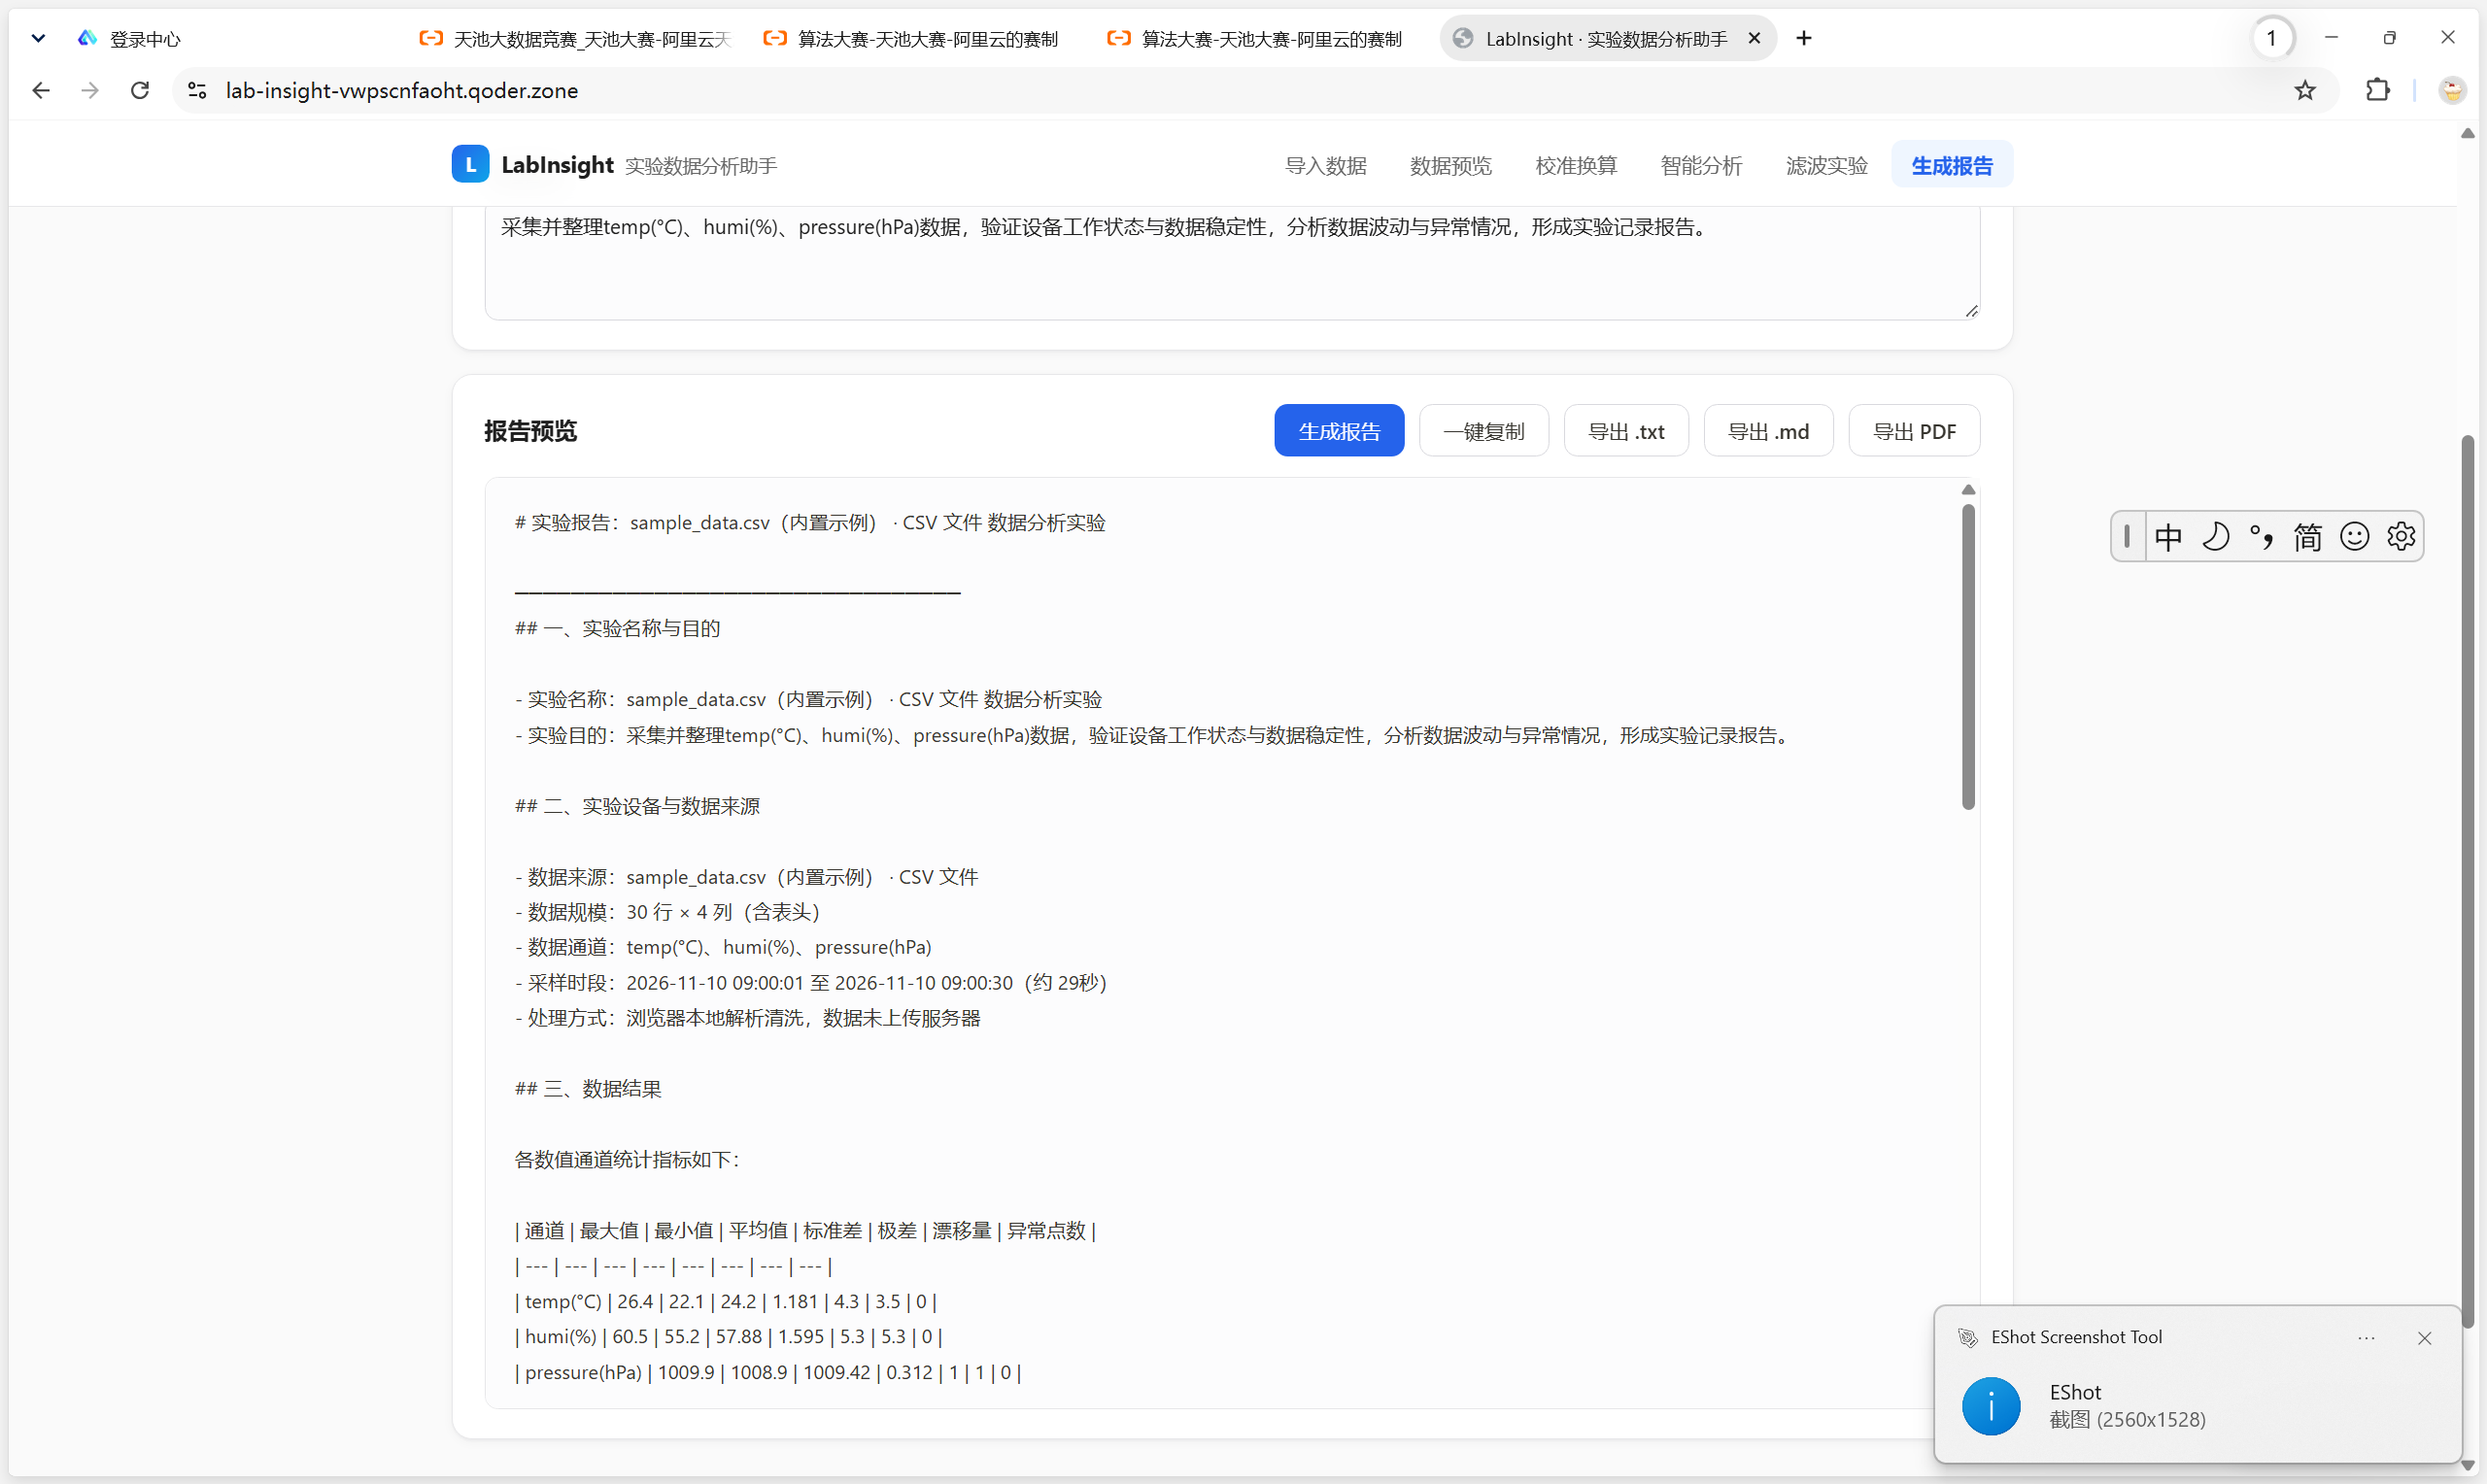 登录中心
天池大数据竞赛_天池大赛-阿里云天
算法大赛-天池大赛-阿里云的赛制
算法大赛-天池大赛-阿里云的赛制
LabInsight · 实验数据分析助手
1
lab-insight-vwpscnfaoht.qoder.zone
L LabInsight 实验数据分析助手
导入数据 数据预览 校准换算 智能分析 滤波实验 生成报告
采集并整理temp(°C)、humi(%)、pressure(hPa)数据，验证设备工作状态与数据稳定性，分析数据波动与异常情况，形成实验记录报告。
报告预览
生成报告 一键复制 导出 .txt 导出 .md 导出 PDF
# 实验报告：sample_data.csv（内置示例） · CSV 文件 数据分析实验
## 一、实验名称与目的
- 实验名称：sample_data.csv（内置示例） · CSV 文件 数据分析实验
- 实验目的：采集并整理temp(°C)、humi(%)、pressure(hPa)数据，验证设备工作状态与数据稳定性，分析数据波动与异常情况，形成实验记录报告。
## 二、实验设备与数据来源
- 数据来源：sample_data.csv（内置示例） · CSV 文件
- 数据规模：30 行 × 4 列（含表头）
- 数据通道：temp(°C)、humi(%)、pressure(hPa)
- 采样时段：2026-11-10 09:00:01 至 2026-11-10 09:00:30（约 29秒）
- 处理方式：浏览器本地解析清洗，数据未上传服务器
## 三、数据结果
各数值通道统计指标如下：
| 通道 | 最大值 | 最小值 | 平均值 | 标准差 | 极差 | 漂移量 | 异常点数 |
| --- | --- | --- | --- | --- | --- | --- | --- |
| temp(°C) | 26.4 | 22.1 | 24.2 | 1.181 | 4.3 | 3.5 | 0 |
| humi(%) | 60.5 | 55.2 | 57.88 | 1.595 | 5.3 | 5.3 | 0 |
| pressure(hPa) | 1009.9 | 1008.9 | 1009.42 | 0.312 | 1 | 1 | 0 |
中 简
EShot Screenshot Tool
EShot
截图 (2560x1528)